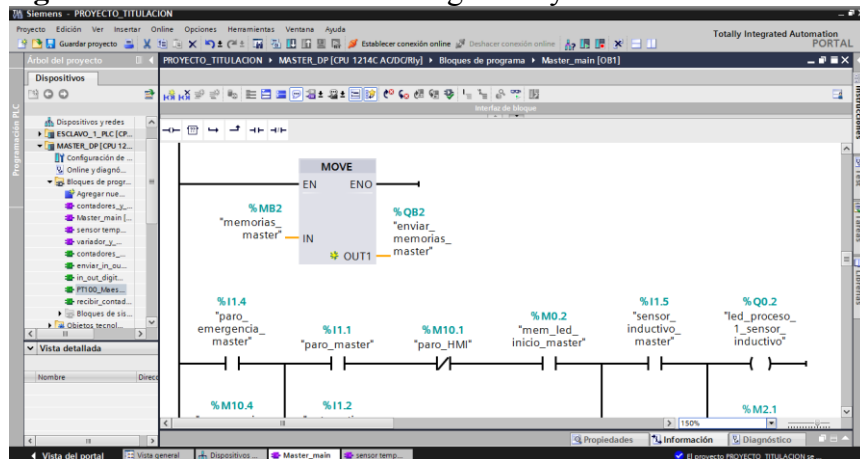 Siemens - PROYECTO_TITULACION
Proyecto Edición Ver Insertar Online Opciones Herramientas Ventana Ayuda
Totally Integrated Automation
PORTAL
Guardar proyecto
Establecer conexión online
Deshacer conexión online
Árbol del proyecto
PROYECTO_TITULACION MASTER_DP [CPU 1214C AC/DC/Rly] Bloques de programa Master_main [OB1]
Dispositivos
Interfaz de bloque
Programación PLC
Instrucciones
Test
Tareas
Librerías
Dispositivos y redes
ESCLAVO_1_PLC [CP...
MASTER_DP [CPU 12...
Configuración de ...
Online y diagnó...
Bloques de progr...
Agregar nue...
contadores_y_...
Master_main [...
sensor temp...
variador_y_...
contadores_...
enviar_in_ou...
in_out_digit...
PT100_Maes...
recibir_contad...
Bloques de sis...
Objetos tecnol...
Vista detallada
Nombre Direcc
MOVE
EN ENO
%MB2
"memorias_
master"
IN
OUT1
%QB2
"enviar_
memorias_
master"
%I1.4
"paro_
emergencia_
master"
%I1.1
"paro_master"
%M10.1
"paro_HMI"
%M0.2
"mem_led_
inicio_master"
%I1.5
"sensor_
inductivo_
master"
%Q0.2
"led_proceso_
1_sensor_
inductivo"
%M10.4
%I1.2
%M2.1
150%
Propiedades Información Diagnóstico
Vista del portal Vista general Dispositivos ... Master_main sensor temp...
El proyecto PROYECTO_TITULACION se ...